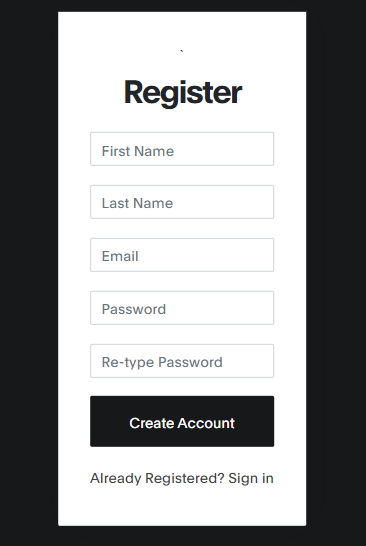 `
Register
First Name
Last Name
Email
Password
Re-type Password
Create Account
Already Registered? Sign in